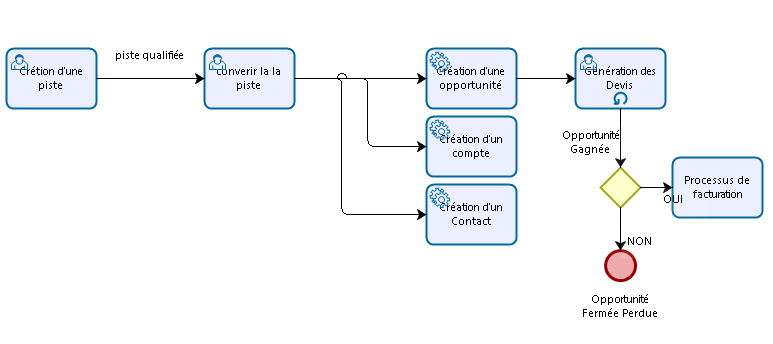 Crétion d'une
piste
piste qualifiée
converir la la
piste
Création d'une
opportunité
Génération des
Devis
Création d'un
compte
Création d'un
Contact
Opportunité
Gagnée
Processus de
facturation
OUI
NON
Opportunité
Fermée Perdue